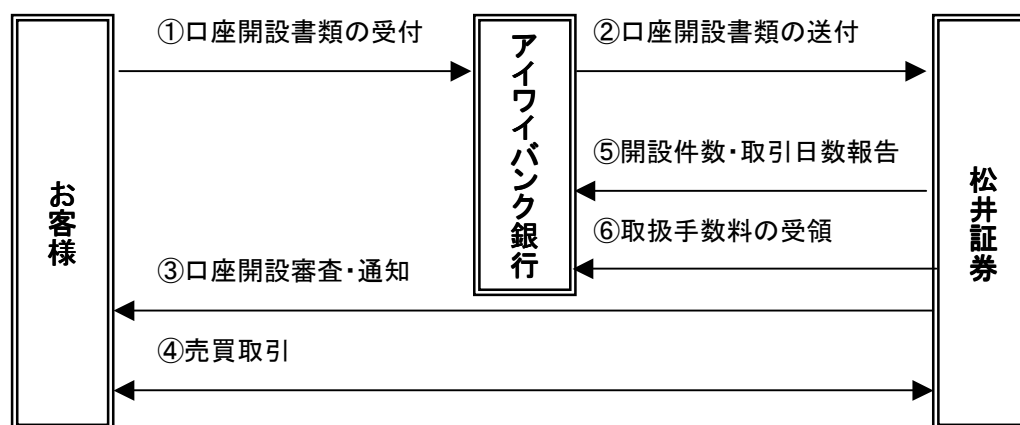 ①口座開設書類の受付
②口座開設書類の送付
アイワイバンク銀行
⑤開設件数・取引日数報告
お客様
松井証券
⑥取扱手数料の受領
③口座開設審査・通知
④売買取引